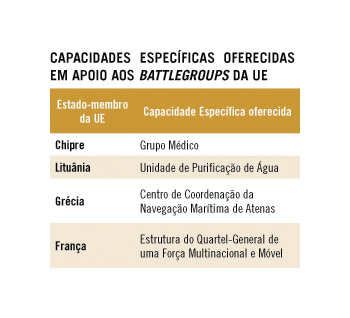 CAPACIDADES ESPECÍFICAS OFERECIDAS
EM APOIO AOS BATTLEGROUPS DA UE
Estado-membro
da UE
Capacidade Específica oferecida
Chipre
Grupo Médico
Lituânia
Unidade de Purificação de Água
Grécia
Centro de Coordenação da
Navegação Marítima de Atenas
França
Estrutura do Quartel-General de
uma Força Multinacional e Móvel